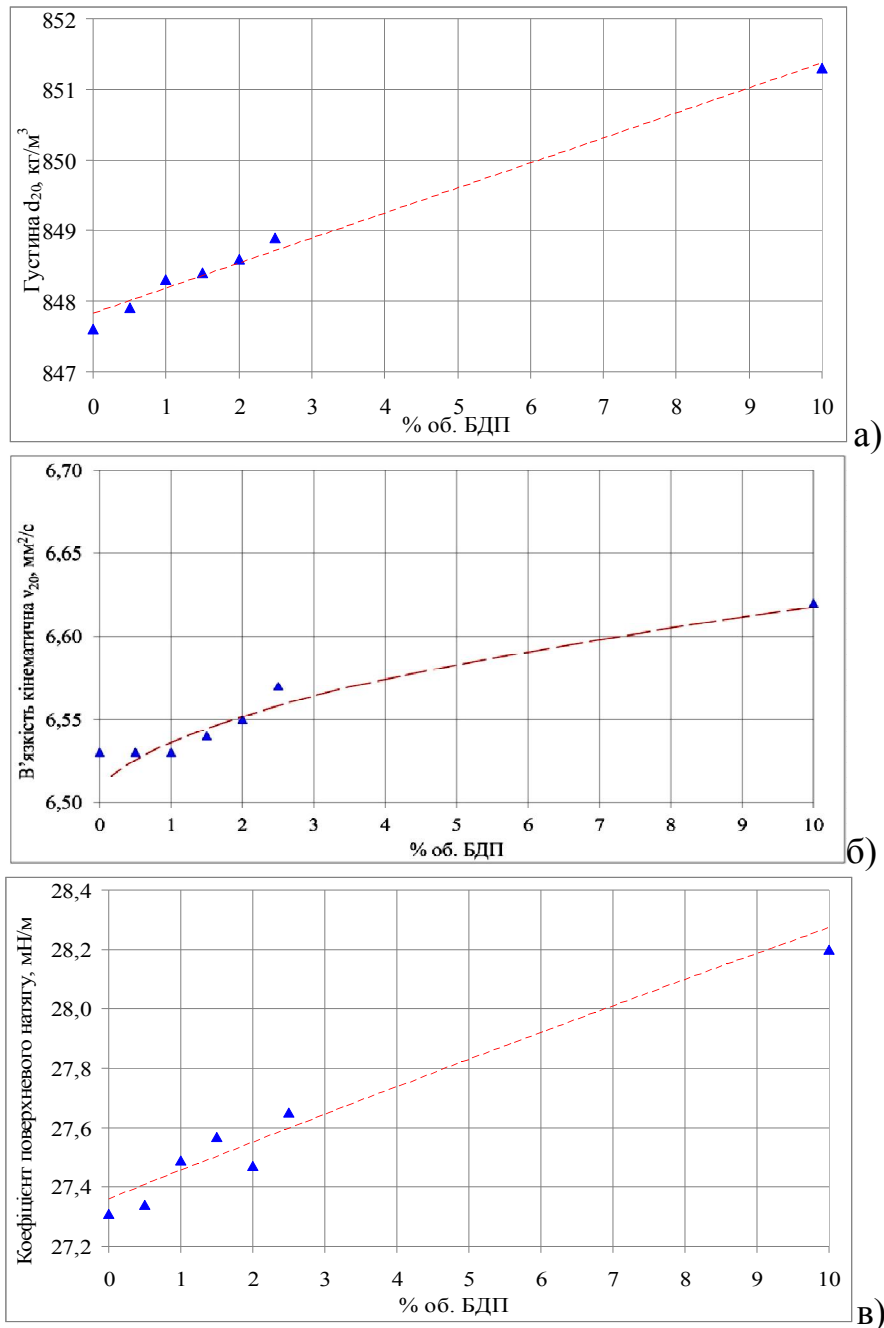 852
851
850
849
848
847
Густина d₂₀, кг/м³
0 1 2 3 4 5 6 7 8 9 10
% об. БДП
а)
6,70
6,65
6,60
6,55
6,50
В’язкість кінематична ν₂₀, мм²/с
0 1 2 3 4 5 6 7 8 9 10
% об. БДП
б)
28,4
28,2
28,0
27,8
27,6
27,4
27,2
Коефіцієнт поверхневого натягу, мН/м
0 1 2 3 4 5 6 7 8 9 10
% об. БДП
в)